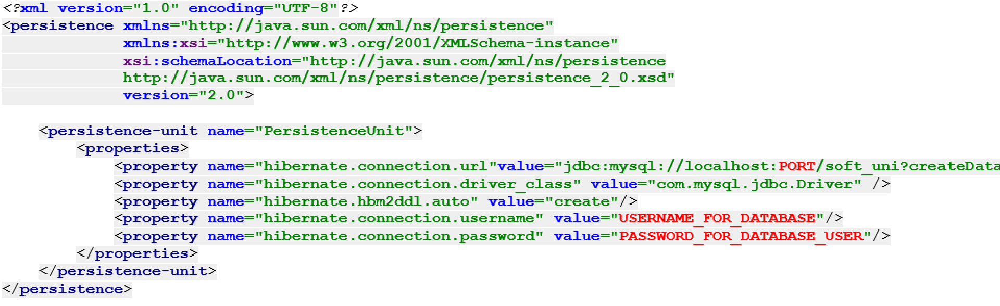 <?xml version="1.0" encoding="UTF-8"?>
<persistence xmlns="http://java.sun.com/xml/ns/persistence"
xmlns:xsi="http://www.w3.org/2001/XMLSchema-instance"
xsi:schemaLocation="http://java.sun.com/xml/ns/persistence
http://java.sun.com/xml/ns/persistence/persistence_2_0.xsd"
version="2.0">
<persistence-unit name="PersistenceUnit">
<properties>
<property name="hibernate.connection.url"value="jdbc:mysql://localhost:PORT/soft_uni?createData
<property name="hibernate.connection.driver_class" value="com.mysql.jdbc.Driver" />
<property name="hibernate.hbm2ddl.auto" value="create"/>
<property name="hibernate.connection.username" value="USERNAME_FOR_DATABASE"/>
<property name="hibernate.connection.password" value="PASSWORD_FOR_DATABASE_USER"/>
</properties>
</persistence-unit>
</persistence>